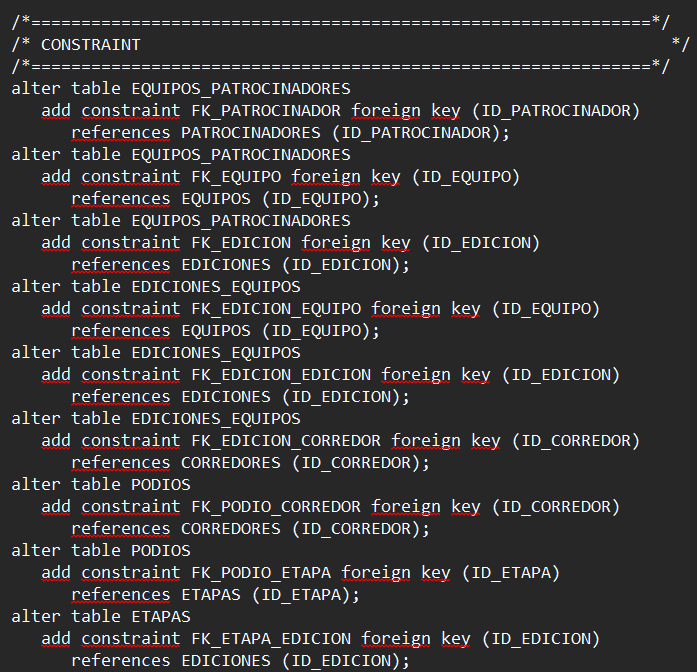 /*==============================================================*/
/* CONSTRAINT                                                     */
/*==============================================================*/
alter table EQUIPOS_PATROCINADORES
   add constraint FK_PATROCINADOR foreign key (ID_PATROCINADOR)
      references PATROCINADORES (ID_PATROCINADOR);
alter table EQUIPOS_PATROCINADORES
   add constraint FK_EQUIPO foreign key (ID_EQUIPO)
      references EQUIPOS (ID_EQUIPO);
alter table EQUIPOS_PATROCINADORES
   add constraint FK_EDICION foreign key (ID_EDICION)
      references EDICIONES (ID_EDICION);
alter table EDICIONES_EQUIPOS
   add constraint FK_EDICION_EQUIPO foreign key (ID_EQUIPO)
      references EQUIPOS (ID_EQUIPO);
alter table EDICIONES_EQUIPOS
   add constraint FK_EDICION_EDICION foreign key (ID_EDICION)
      references EDICIONES (ID_EDICION);
alter table EDICIONES_EQUIPOS
   add constraint FK_EDICION_CORREDOR foreign key (ID_CORREDOR)
      references CORREDORES (ID_CORREDOR);
alter table PODIOS
   add constraint FK_PODIO_CORREDOR foreign key (ID_CORREDOR)
      references CORREDORES (ID_CORREDOR);
alter table PODIOS
   add constraint FK_PODIO_ETAPA foreign key (ID_ETAPA)
      references ETAPAS (ID_ETAPA);
alter table ETAPAS
   add constraint FK_ETAPA_EDICION foreign key (ID_EDICION)
      references EDICIONES (ID_EDICION);